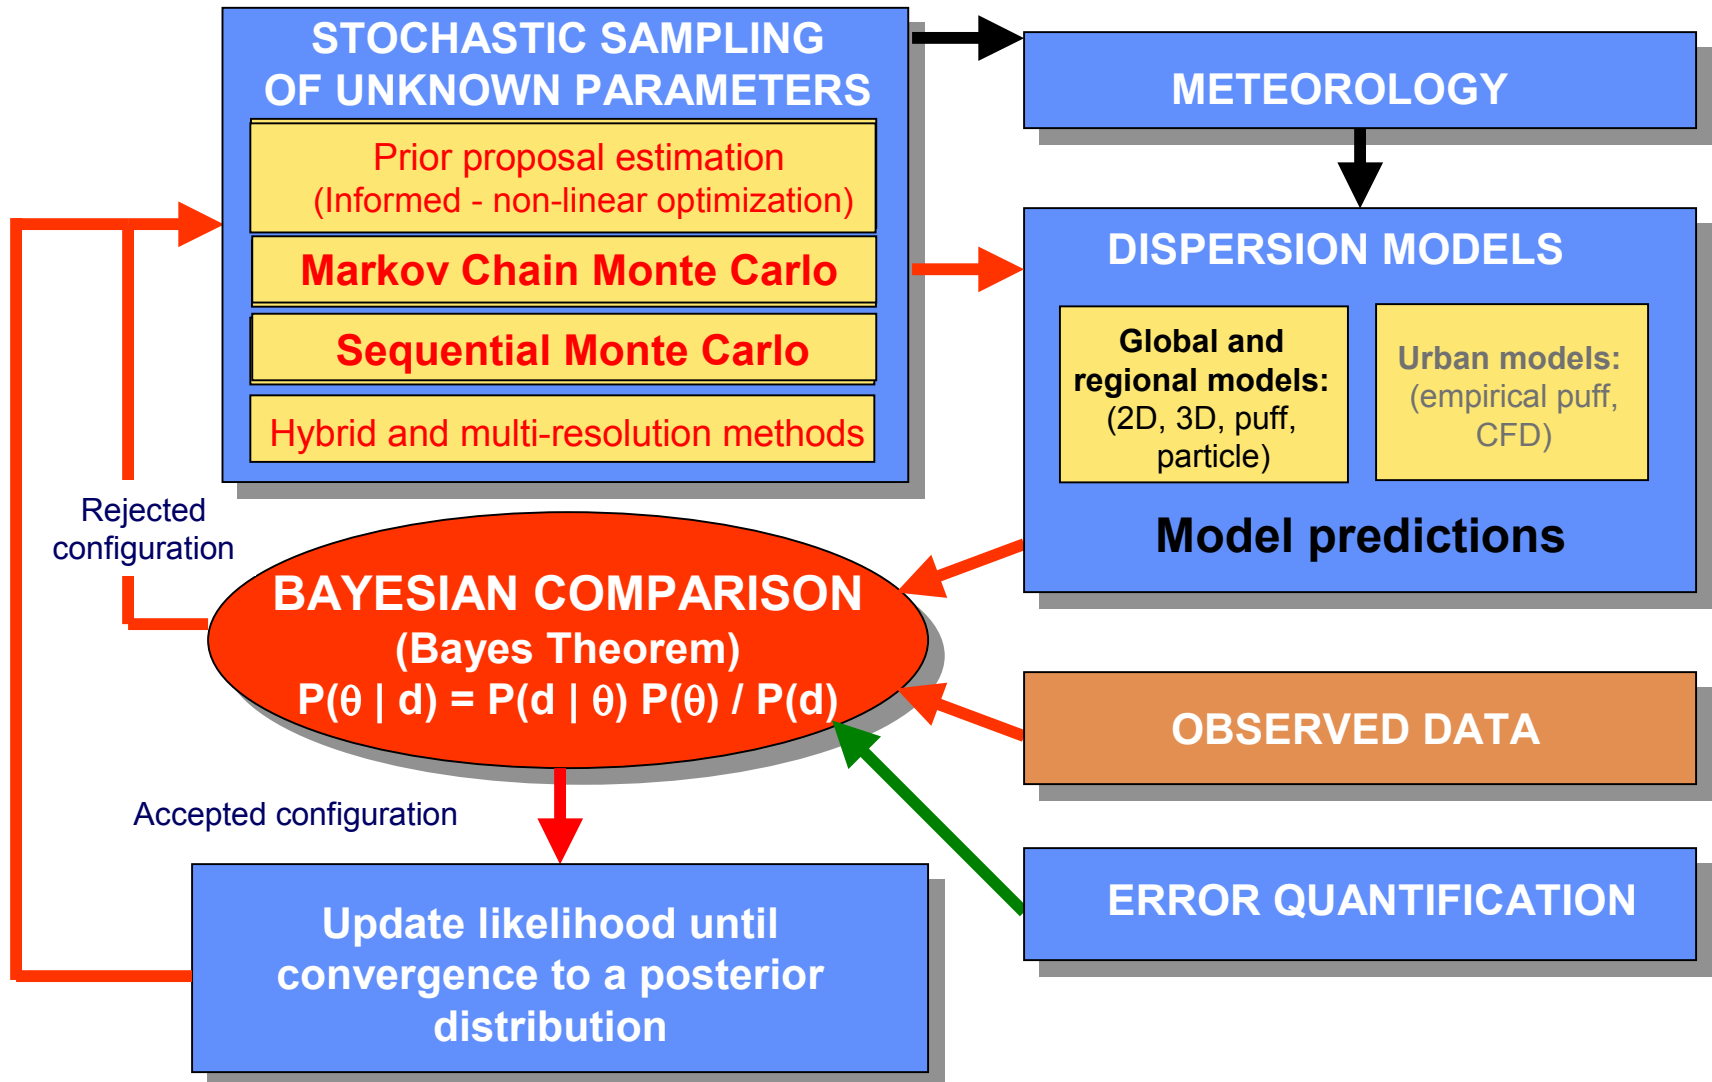 STOCHASTIC SAMPLING
OF UNKNOWN PARAMETERS
Prior proposal estimation
(Informed - non-linear optimization)
Markov Chain Monte Carlo
Sequential Monte Carlo
Hybrid and multi-resolution methods
METEOROLOGY
DISPERSION MODELS
Global and
regional models:
(2D, 3D, puff,
particle)
Urban models:
(empirical puff,
CFD)
Model predictions
Rejected
configuration
BAYESIAN COMPARISON
(Bayes Theorem)
P(θ | d) = P(d | θ) P(θ) / P(d)
OBSERVED DATA
Accepted configuration
ERROR QUANTIFICATION
Update likelihood until
convergence to a posterior
distribution